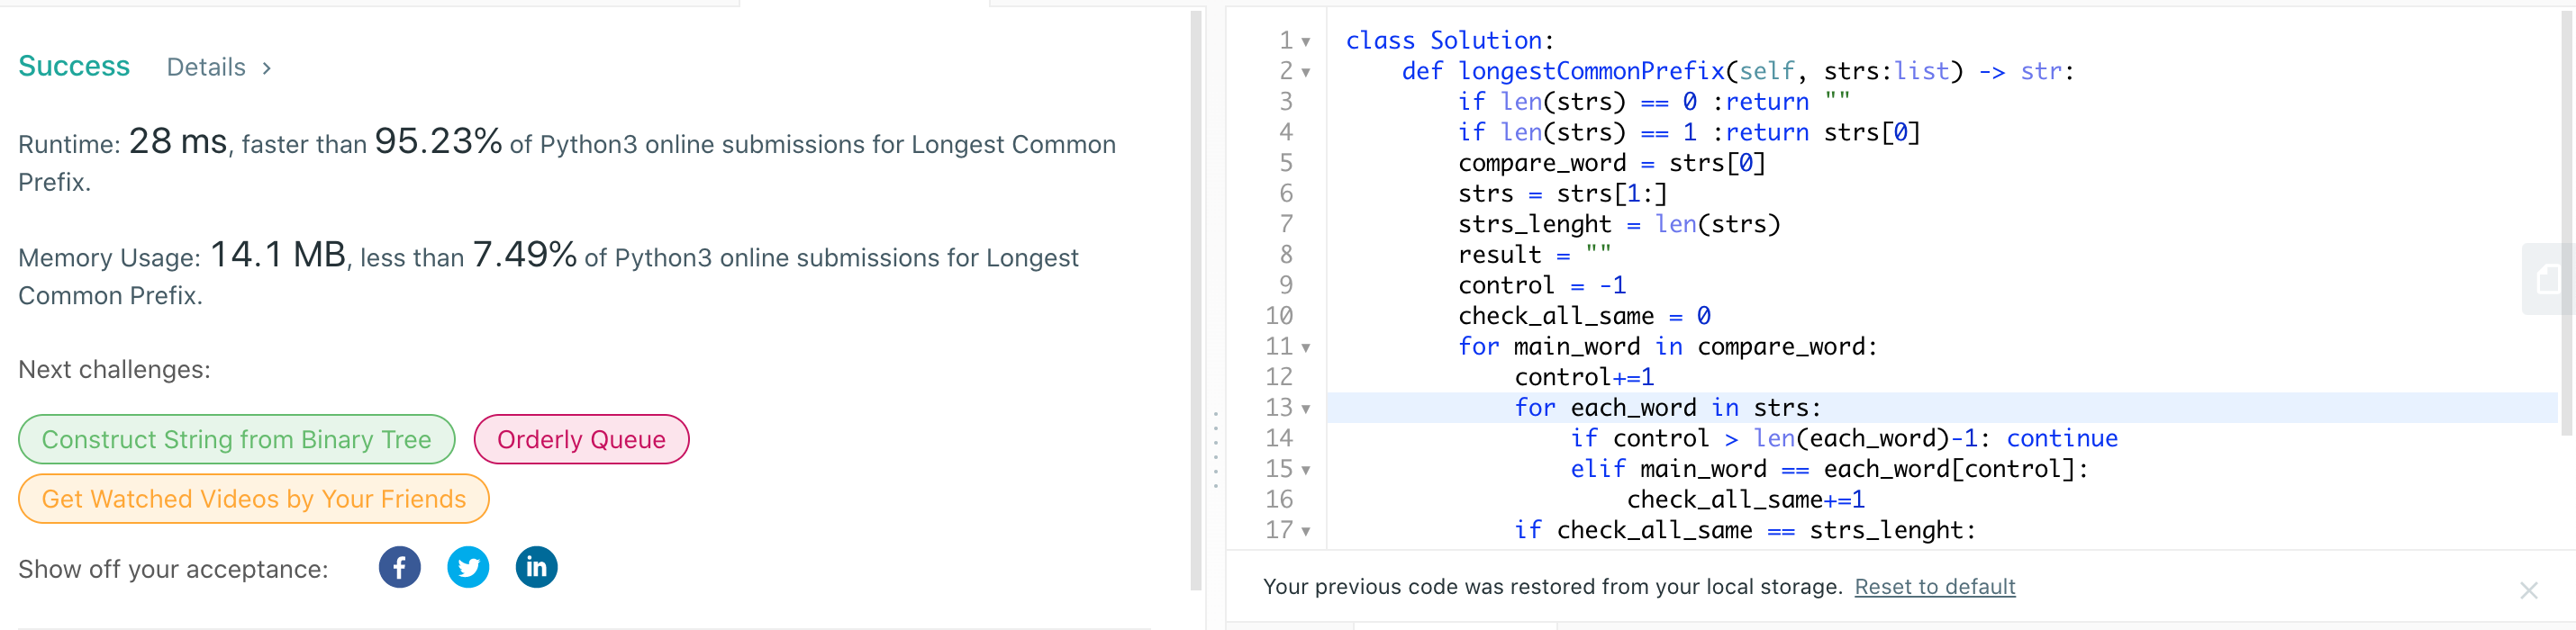 Success Details >
Runtime: 28 ms, faster than 95.23% of Python3 online submissions for Longest Common
Prefix.
Memory Usage: 14.1 MB, less than 7.49% of Python3 online submissions for Longest
Common Prefix.
Next challenges:
Construct String from Binary Tree
Orderly Queue
Get Watched Videos by Your Friends
Show off your acceptance:
f
in
1 class Solution:
2 def longestCommonPrefix(self, strs:list) -> str:
3 if len(strs) == 0 :return ""
4 if len(strs) == 1 :return strs[0]
5 compare_word = strs[0]
6 strs = strs[1:]
7 strs_lenght = len(strs)
8 result = ""
9 control = -1
10 check_all_same = 0
11 for main_word in compare_word:
12 control+=1
13 for each_word in strs:
14 if control > len(each_word)-1: continue
15 elif main_word == each_word[control]:
16 check_all_same+=1
17 if check_all_same == strs_lenght:
Your previous code was restored from your local storage. Reset to default